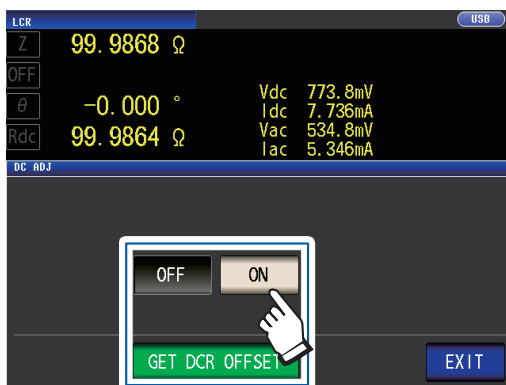 LCR USB
Z 99.9868 Ω
OFF
θ -0.000 ° Vdc 773.8mV
Idc 7.736mA
Rdc 99.9864 Ω Vac 534.8mV
Iac 5.346mA
DC ADJ
OFF ON
GET DCR OFFSET EXIT